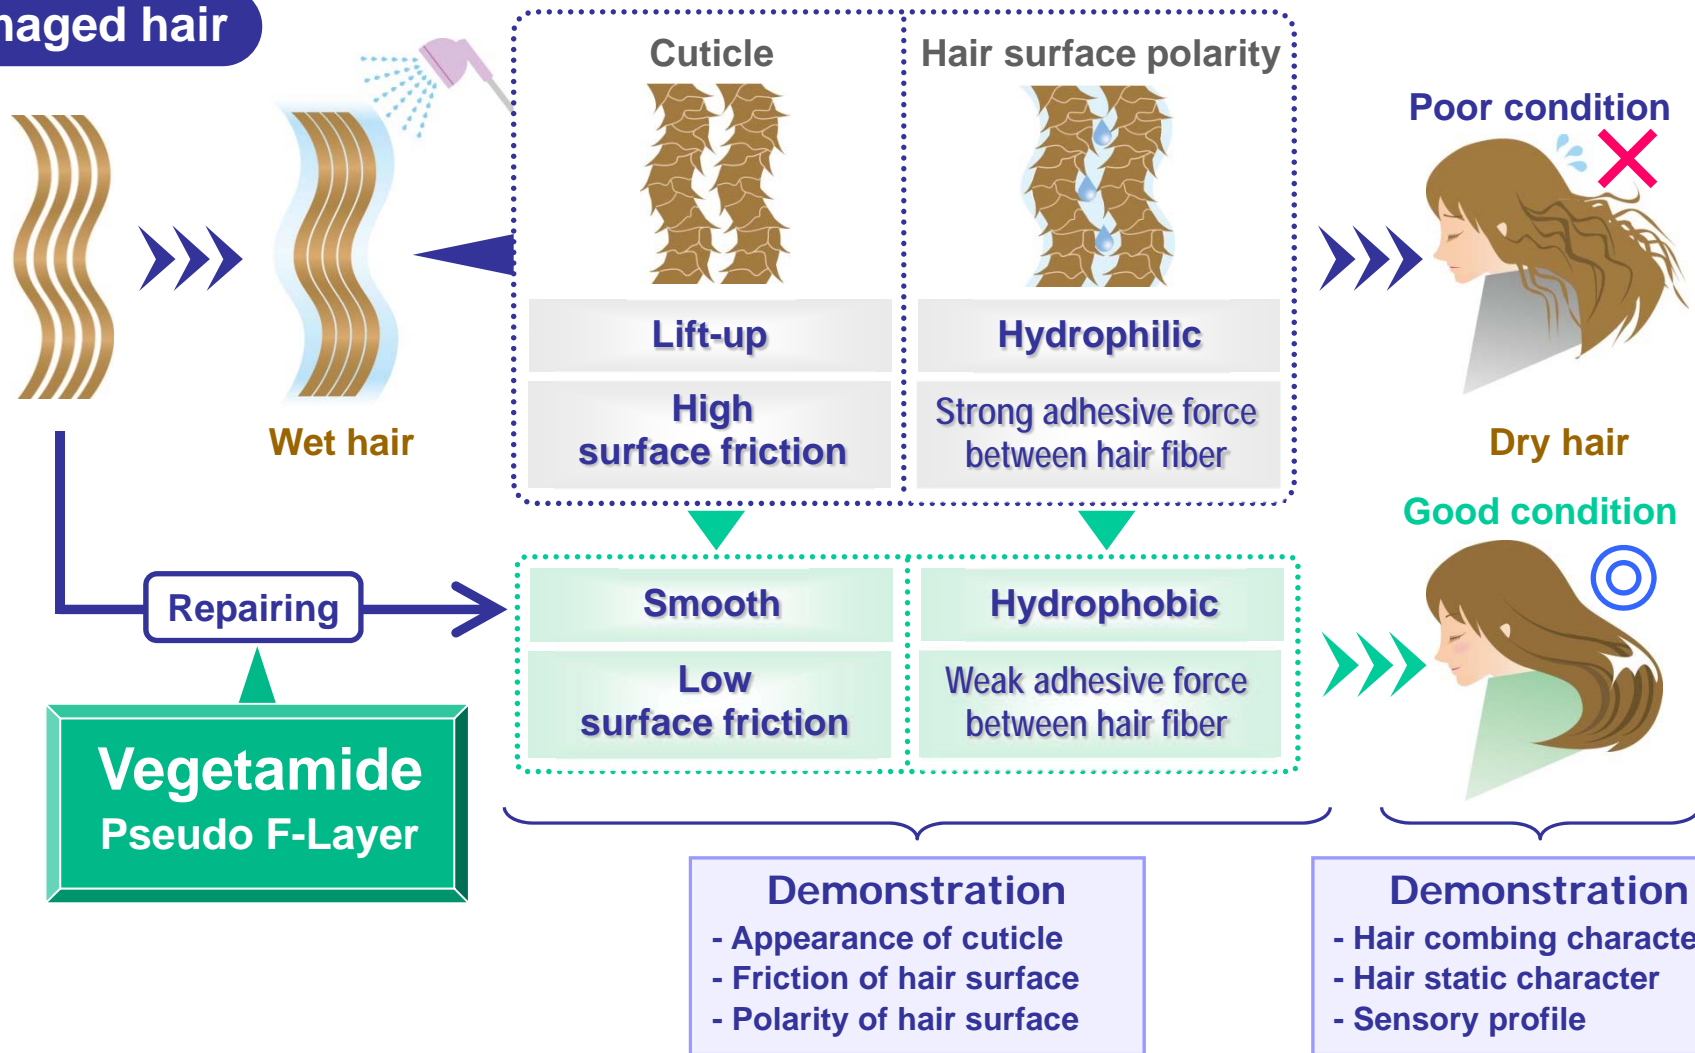 maged hair
Cuticle
Hair surface polarity
Poor condition
Lift-up
Hydrophilic
High
surface friction
Strong adhesive force
between hair fiber
Wet hair
Dry hair
Good condition
Repairing
Smooth
Hydrophobic
Low
surface friction
Weak adhesive force
between hair fiber
Vegetamide
Pseudo F-Layer
Demonstration
- Appearance of cuticle
- Friction of hair surface
- Polarity of hair surface
Demonstration
- Hair combing characte
- Hair static character
- Sensory profile